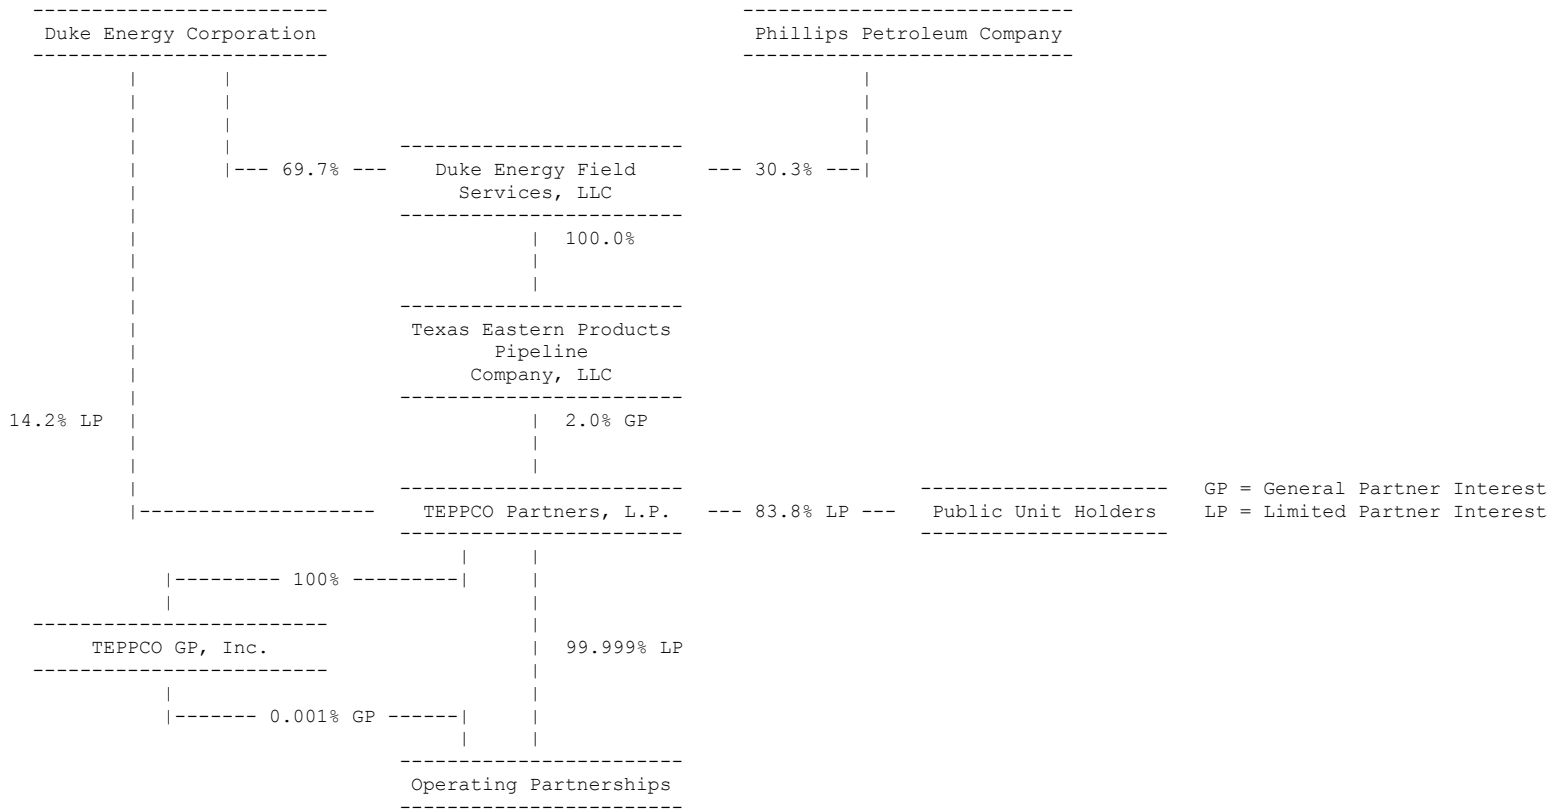 Duke Energy Corporation
Phillips Petroleum Company
69.7%
Duke Energy Field
Services, LLC
30.3%
100.0%
Texas Eastern Products
Pipeline
Company, LLC
14.2% LP
2.0% GP
TEPPCO Partners, L.P.
83.8% LP
Public Unit Holders
GP = General Partner Interest
LP = Limited Partner Interest
100%
TEPPCO GP, Inc.
99.999% LP
0.001% GP
Operating Partnerships